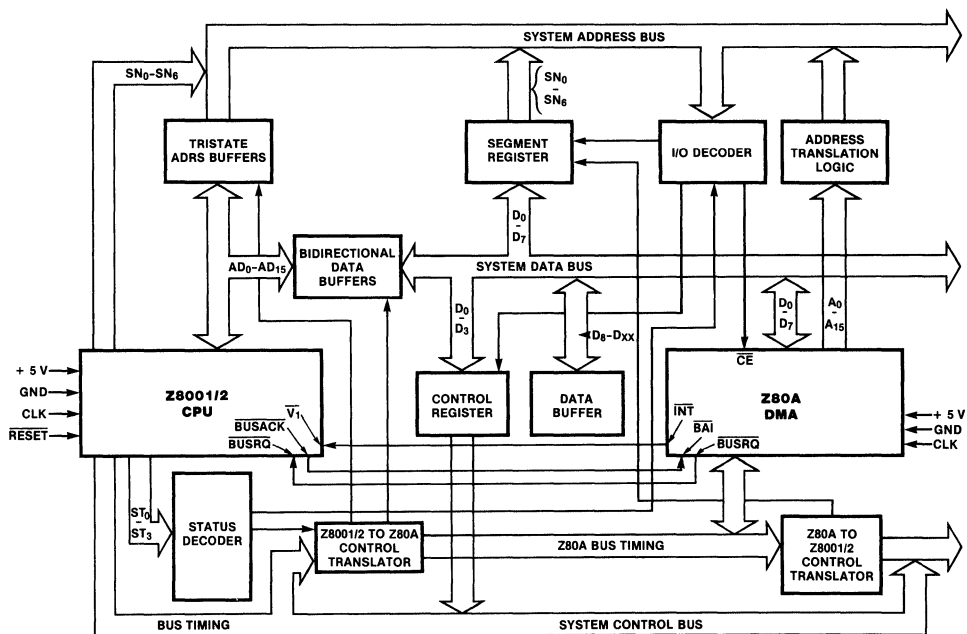 SYSTEM ADDRESS BUS
SN0–SN6
SN0
–
SN6
TRISTATE
ADRS BUFFERS
SEGMENT
REGISTER
I/O DECODER
ADDRESS
TRANSLATION
LOGIC
D0
–
D7
AD0–AD15
BIDIRECTIONAL
DATA
BUFFERS
SYSTEM DATA BUS
D0
–
D3
D8–DXX
D0
–
D7
A0
–
A15
+ 5 V
GND
CLK
RESET
Z8001/2
CPU
V1
BUSACK
BUSRQ
CONTROL
REGISTER
DATA
BUFFER
CE
Z80A
DMA
INT
BAI
BUSRQ
+ 5 V
GND
CLK
ST0
–
ST3
STATUS
DECODER
Z8001/2 TO Z80A
CONTROL
TRANSLATOR
Z80A BUS TIMING
Z80A TO
Z8001/2
CONTROL
TRANSLATOR
BUS TIMING
SYSTEM CONTROL BUS